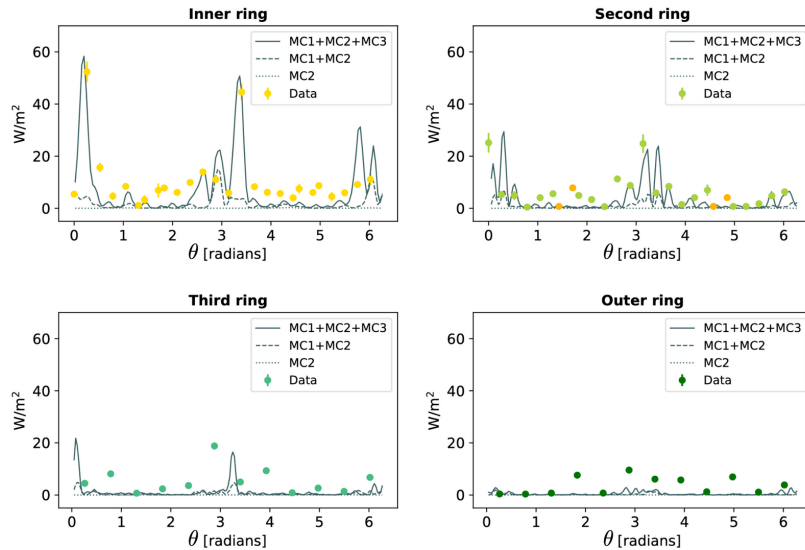 Inner ring
W/m²
60
40
20
0
MC1+MC2+MC3
MC1+MC2
MC2
Data
0 1 2 3 4 5 6
θ [radians]
Second ring
W/m²
60
40
20
0
MC1+MC2+MC3
MC1+MC2
MC2
Data
0 1 2 3 4 5 6
θ [radians]
Third ring
W/m²
60
40
20
0
MC1+MC2+MC3
MC1+MC2
MC2
Data
0 1 2 3 4 5 6
θ [radians]
Outer ring
W/m²
60
40
20
0
MC1+MC2+MC3
MC1+MC2
MC2
Data
0 1 2 3 4 5 6
θ [radians]